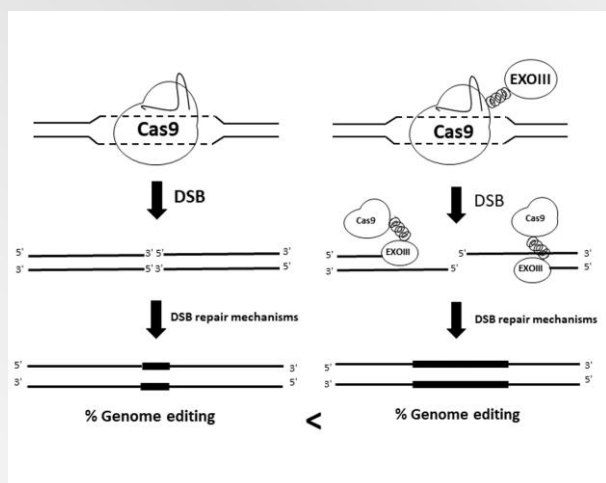 EXOIII
Cas9
Cas9
DSB
DSB
Cas9
Cas9
5' 3' 5' 3'
3' 5' 3' 5'
5' EXOIII 3'
3' 5' EXOIII 5'
DSB repair mechanisms
DSB repair mechanisms
5' 3'
3' 5'
5' 3'
3' 5'
% Genome editing < % Genome editing